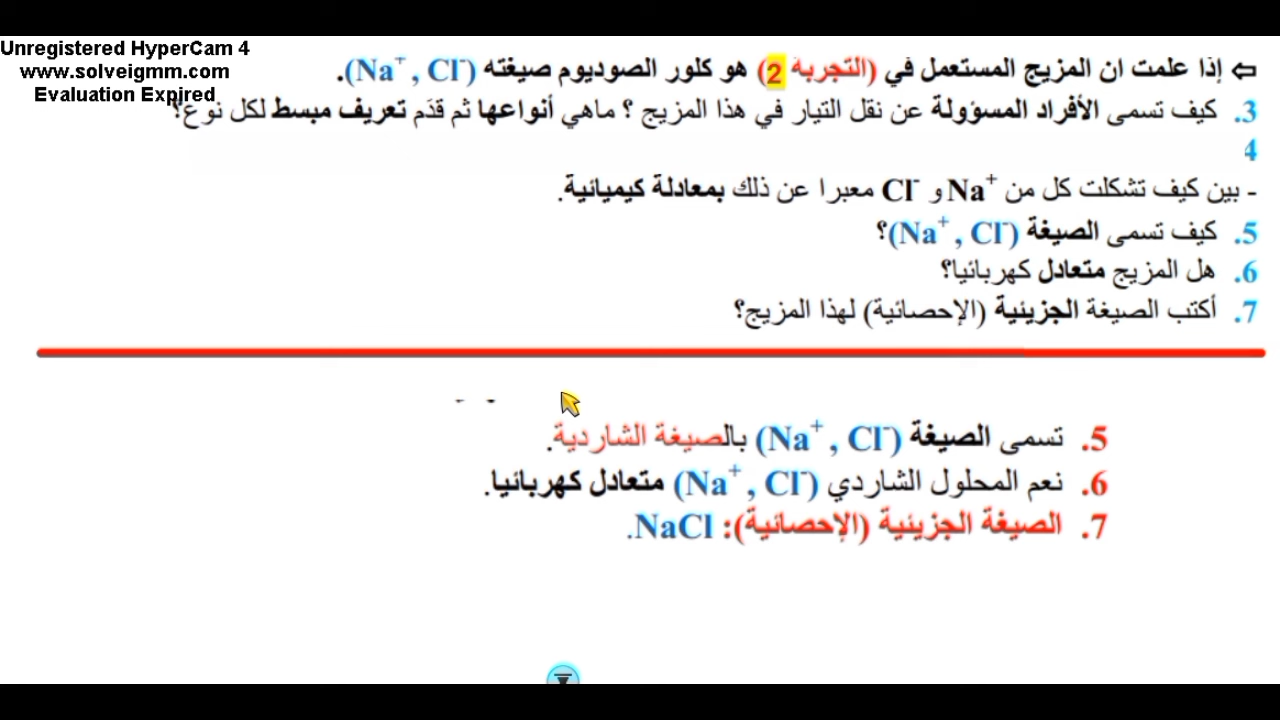 Unregistered HyperCam 4
www.solveigmm.com
Evaluation Expired
⇦ إذا علمت ان المزيج المستعمل في (التجربة 2) هو كلور الصوديوم صيغته (Na⁺ , Cl⁻).
3. كيف تسمى الأفراد المسؤولة عن نقل التيار في هذا المزيج ؟ ماهي أنواعها ثم قدّم تعريف مبسط لكل نوع؟
4
- بين كيف تشكلت كل من Na⁺ و Cl⁻ معبرا عن ذلك بمعادلة كيميائية.
5. كيف تسمى الصيغة (Na⁺ , Cl⁻)؟
6. هل المزيج متعادل كهربائيا؟
7. أكتب الصيغة الجزيئية (الإحصائية) لهذا المزيج؟
5. تسمى الصيغة (Na⁺ , Cl⁻) بالصيغة الشاردية.
6. نعم المحلول الشاردي (Na⁺ , Cl⁻) متعادل كهربائيا.
7. الصيغة الجزيئية (الإحصائية): NaCl.